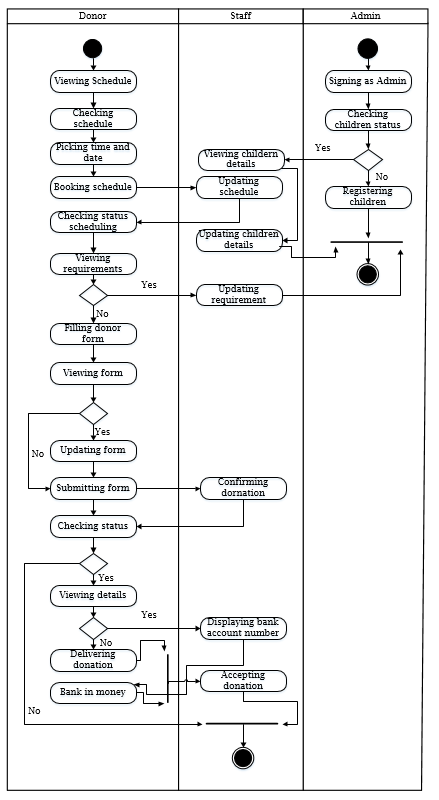 Donor
Staff
Admin
Viewing Schedule
Checking
schedule
Picking time and
date
Booking schedule
Checking status
scheduling
Viewing
requirements
Yes
No
Filling donor
form
Viewing form
Yes
No
Updating form
Submitting form
Checking status
Yes
Viewing details
Yes
No
Delivering
donation
Bank in money
No
Viewing childern
details
Updating
schedule
Updating children
details
Updating
requirement
Confirming
dornation
Displaying bank
account number
Accepting
donation
Signing as Admin
Checking
children status
Yes
No
Registering
children